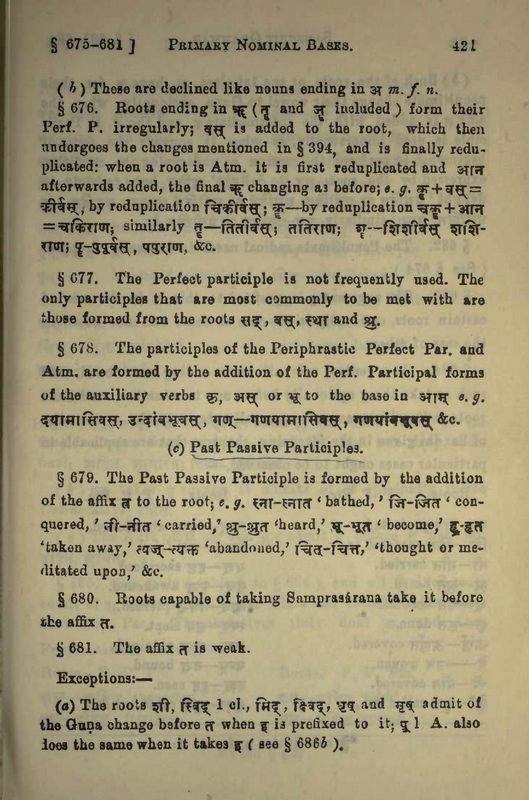 § 675-681 ] PRIMARY NOMINAL BASES. 421
( h ) These are declined like nouns ending in अ m. f. n.
§ 676. Roots ending in ॠ ( तॄ and जॄ included ) form their
Perf. P. irregularly; वस् is added to the root, which then
undergoes the changes mentioned in § 394, and is finally redu-
plicated: when a root is Atm. it is first reduplicated and आन
afterwards added, the final ॠ changing as before; e. g. कॄ + वस् =
कीर्वस्, by reduplication चिकीर्वस्; कॄ—by reduplication चकॄ + आन
= चकिराण; similarly तॄ—तितीर्वस्; ततिराण; शॄ—शिशीर्वस् शशि-
राण; पॄ-पुपूर्वस्, पपुराण, &c.
§ 677. The Perfect participle is not frequently used. The
only participles that are most commonly to be met with are
those formed from the roots सद्, वस्, स्था and श्रु.
§ 678. The participles of the Periphrastic Perfect Par. and
Atm. are formed by the addition of the Perf. Participal forms
of the auxiliary verbs कृ, अस् or भू to the base in आम् e. g.
दयामासिवस्, उन्दांबभूवस्, गण्—गणयामासिवस्, गणयांबभूवस् &c.
(c) Past Passive Participles.
§ 679. The Past Passive Participle is formed by the addition
of the affix त to the root; e. g. स्ना-स्नात ' bathed, ' जि-जित ' con-
quered, ' नी-नीत ' carried,' श्रु-श्रुत 'heard,' भू-भूत ' become,' हृ-हृत
'taken away,' त्यज्-त्यक्त 'abandoned,' चित्-चित्त,' 'thought or me-
ditated upon,' &c.
§ 680. Roots capable of taking Samprasárana take it before
the affix त.
§ 681. The affix त is weak.
Exceptions:—
(a) The roots शी, स्विद् 1 cl., मिद्, क्ष्विद्, धृष् and मृष् admit of
the Guṇa change before त when इ is prefixed to it; पू 1 A. also
does the same when it takes इ ( see § 686b ).